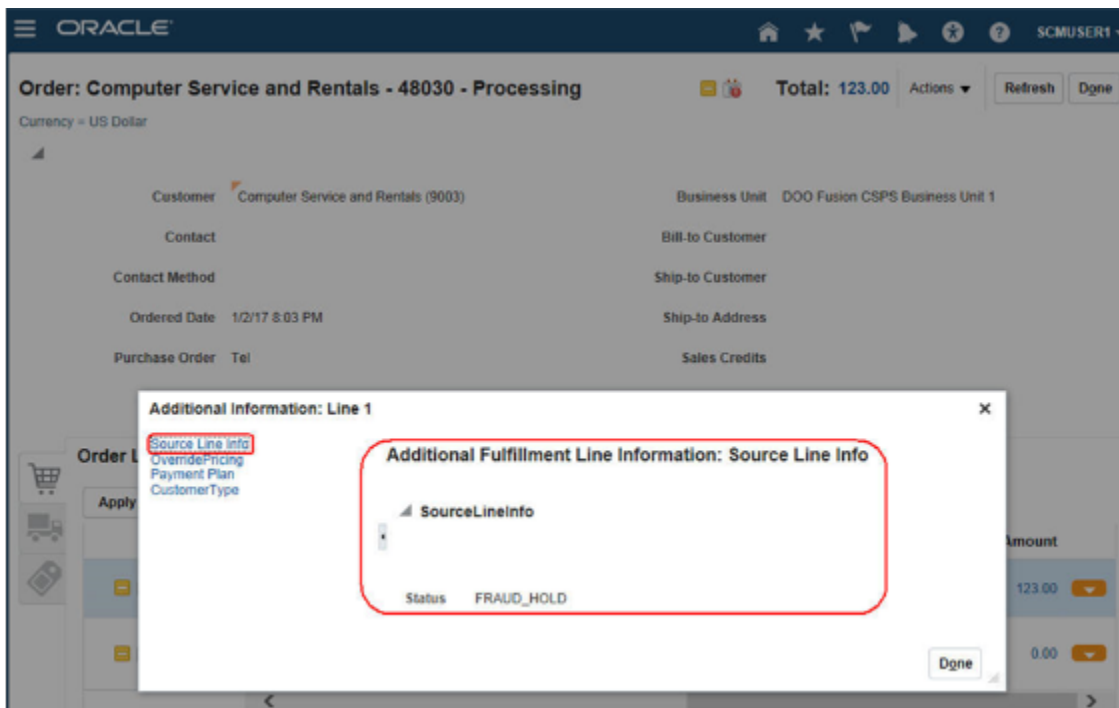 ORACLE
SCMUSER1
Order: Computer Service and Rentals - 48030 - Processing
Total: 123.00
Actions
Refresh
Done
Currency = US Dollar
Customer Computer Service and Rentals (9003)
Business Unit DOO Fusion CSPS Business Unit 1
Contact
Bill-to Customer
Contact Method
Ship-to Customer
Ordered Date 1/2/17 8:03 PM
Ship-to Address
Purchase Order Tel
Sales Credits
Additional Information: Line 1
Source Line Info
OverridePricing
Payment Plan
CustomerType
Additional Fulfillment Line Information: Source Line Info
SourceLineInfo
Status FRAUD_HOLD
Done
Order L
Apply
Amount
123.00
0.00